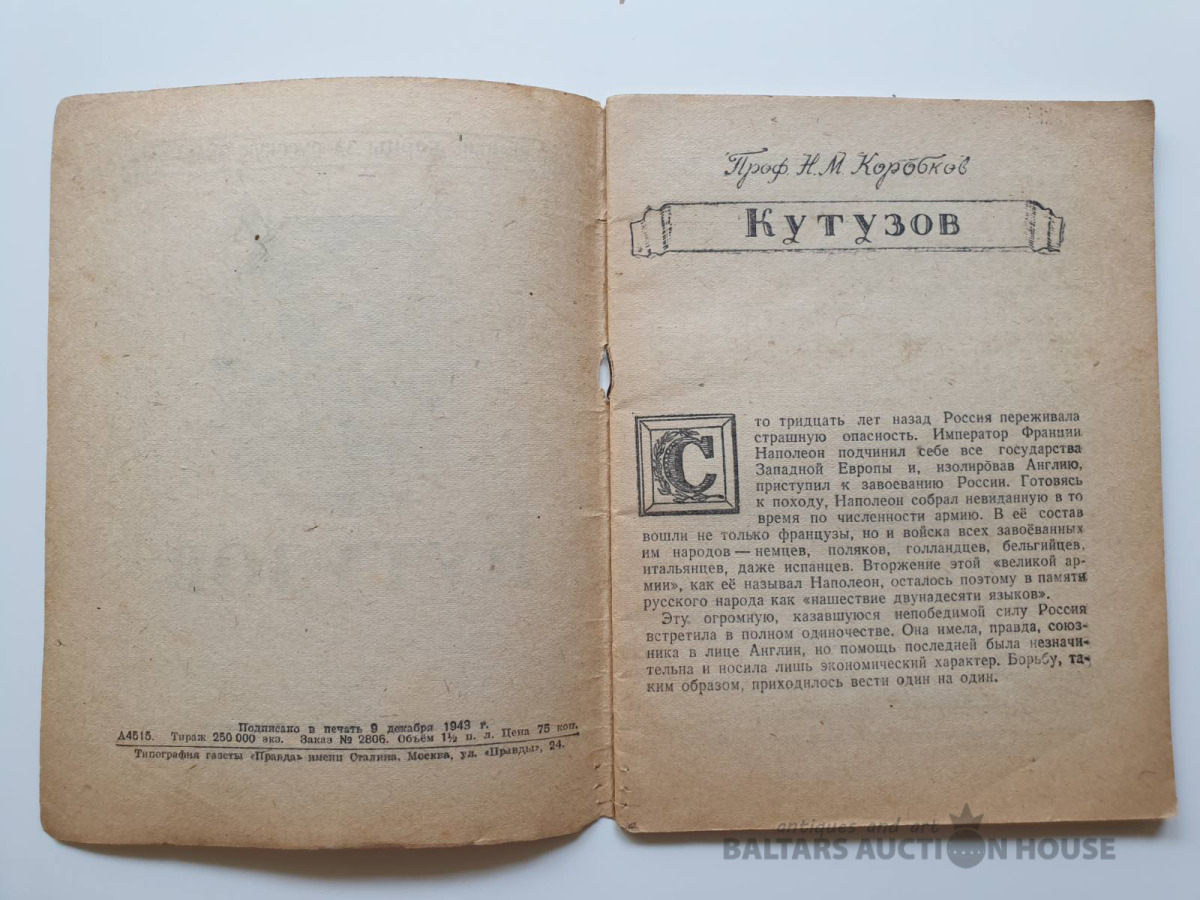 Подписано в печать 9 декабря 1943 г.
А4515. Тираж 250 000 экз. Заказ № 2806. Объём 1½ п. л. Цена 75 коп.
Типография газеты «Правда» имени Сталина. Москва, ул. «Правды», 24.
Проф. Н. М. Коробков
КУТУЗОВ
Сто тридцать лет назад Россия переживала
страшную опасность. Император Франции
Наполеон подчинил себе все государства
Западной Европы и, изолировав Англию,
приступил к завоеванию России. Готовясь
к походу, Наполеон собрал невиданную в то
время по численности армию. В её состав
вошли не только французы, но и войска всех завоёванных
им народов — немцев, поляков, голландцев, бельгийцев,
итальянцев, даже испанцев. Вторжение этой «великой ар-
мии», как её называл Наполеон, осталось поэтому в памяти
русского народа как «нашествие двунадесяти языков».
Эту огромную, казавшуюся непобедимой силу Россия
встретила в полном одиночестве. Она имела, правда, союз-
ника в лице Англии, но помощь последней была незначи-
тельна и носила лишь экономический характер. Борьбу, та-
ким образом, приходилось вести один на один.
antiques and art
BALTARS AUCTION HOUSE